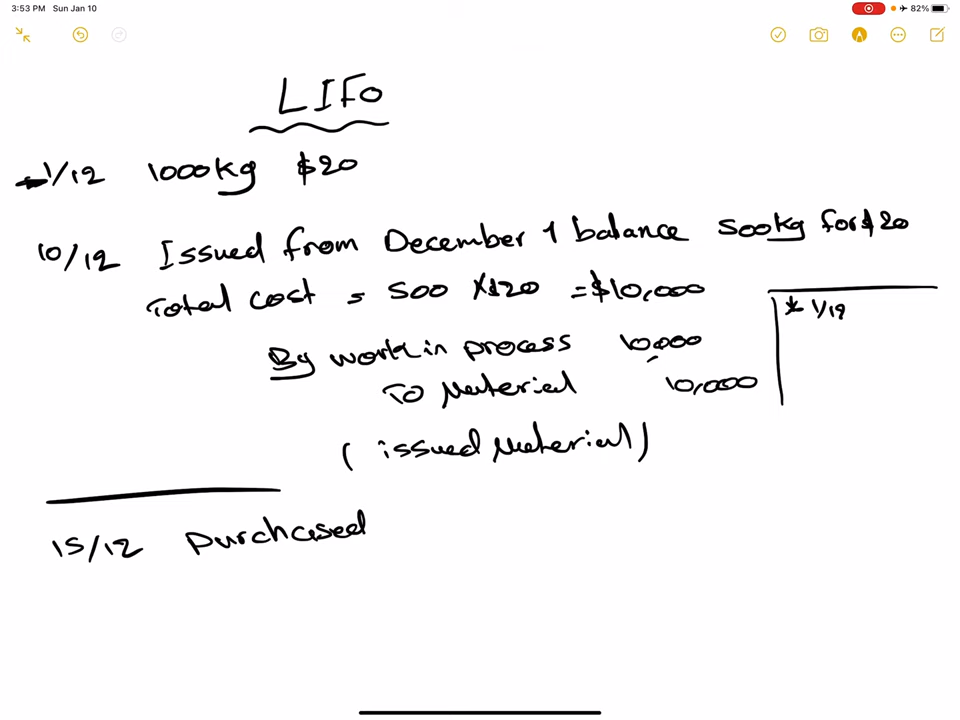 3:53 PM Sun Jan 10 82%
LIFO
1/12 1000kg $20
10/12 Issued from December 1 balance 500kg for $20
Total cost = 500 X $20 = $10,000
* 1/12
By work in process 10,000
To Material 10,000
( issued Material )
15/12 Purchased